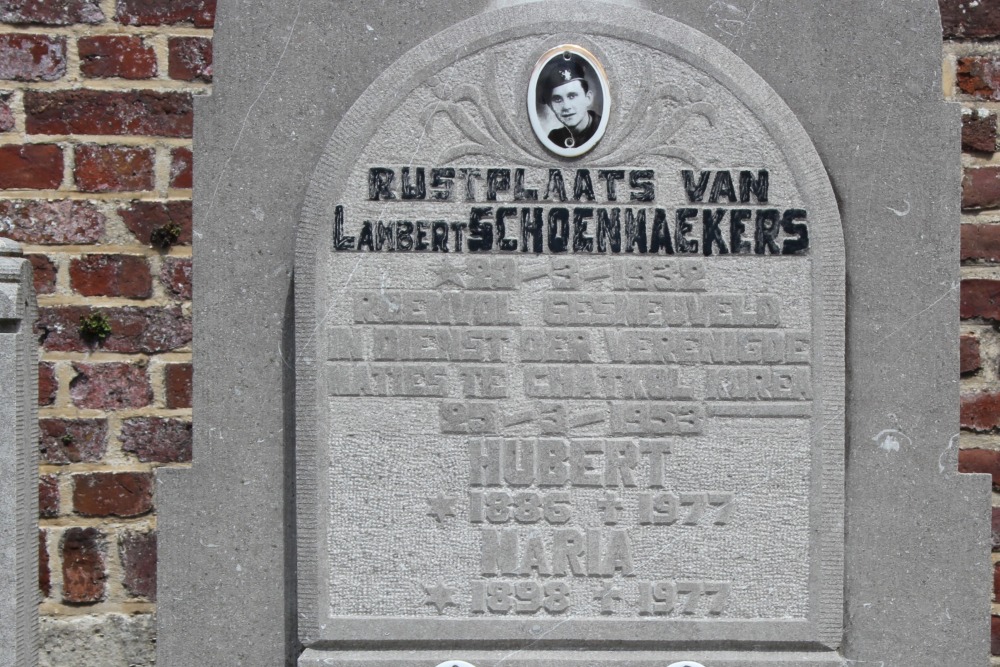 RUSTPLAATS VAN
LAMBERT SCHOENMAEKERS
★ 29-3-1932
ROEMVOL GESNEUVELD
IN DIENST DER VERENIGDE
NATIES TE CHATKOL KOREA
25-3-1953
HUBERT
★ 1886 ✝ 1977
MARIA
★ 1898 ✝ 1977